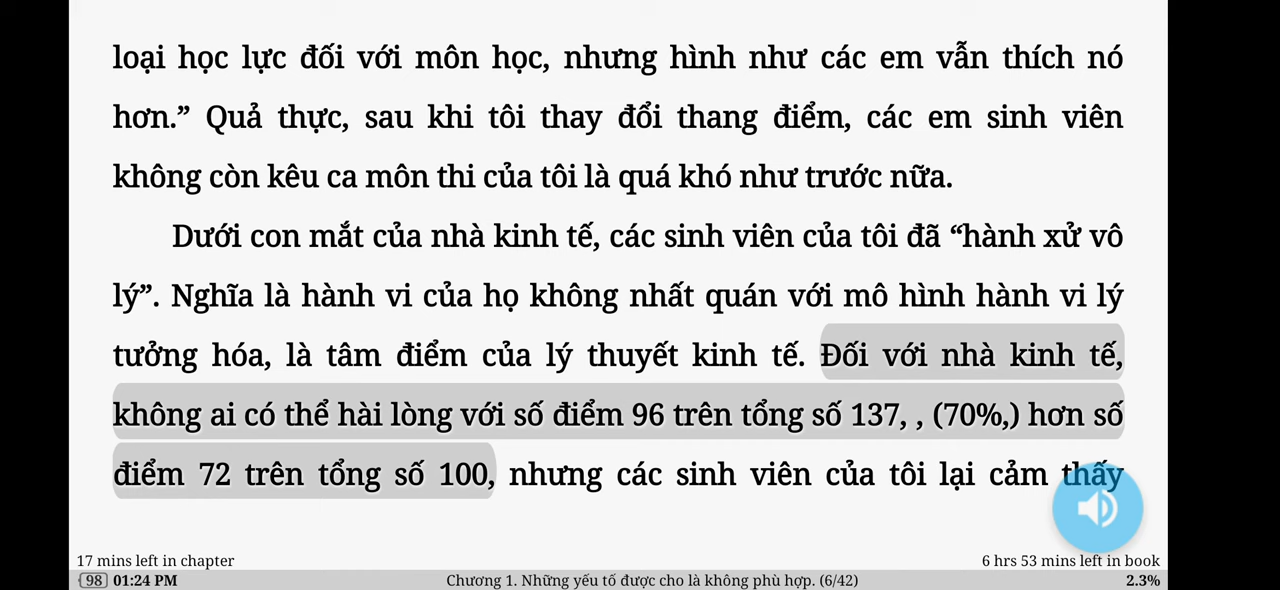 loại học lực đối với môn học, nhưng hình như các em vẫn thích nó
hơn.” Quả thực, sau khi tôi thay đổi thang điểm, các em sinh viên
không còn kêu ca môn thi của tôi là quá khó như trước nữa.
Dưới con mắt của nhà kinh tế, các sinh viên của tôi đã “hành xử vô
lý”. Nghĩa là hành vi của họ không nhất quán với mô hình hành vi lý
tưởng hóa, là tâm điểm của lý thuyết kinh tế. Đối với nhà kinh tế,
không ai có thể hài lòng với số điểm 96 trên tổng số 137, , (70%,) hơn số
điểm 72 trên tổng số 100, nhưng các sinh viên của tôi lại cảm thấy
17 mins left in chapter 6 hrs 53 mins left in book
98 01:24 PM Chương 1. Những yếu tố được cho là không phù hợp. (6/42) 2.3%